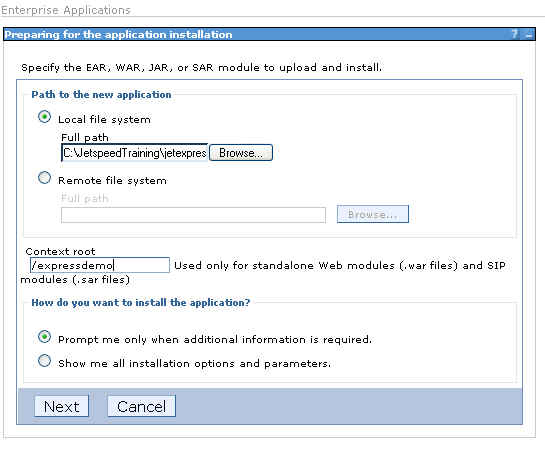 Enterprise Applications
Preparing for the application installation ? –
Specify the EAR, WAR, JAR, or SAR module to upload and install.
Path to the new application
Local file system
Full path
C:\JetspeedTraining\jetexpres Browse...
Remote file system
Full path
Browse...
Context root
/expressdemo Used only for standalone Web modules (.war files) and SIP
modules (.sar files)
How do you want to install the application?
Prompt me only when additional information is required.
Show me all installation options and parameters.
Next Cancel